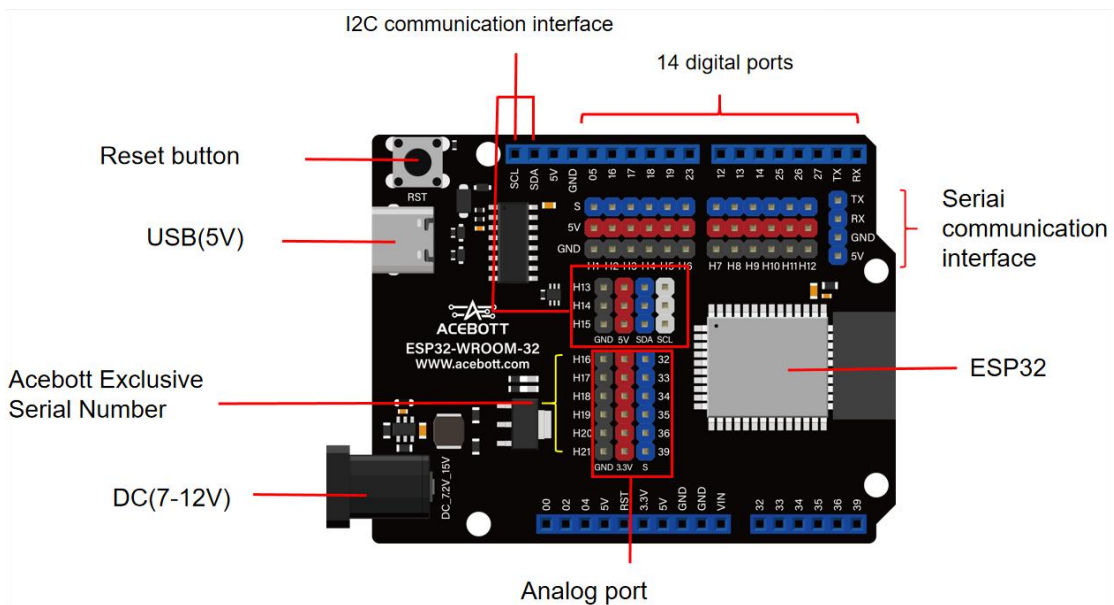 I2C communication interface
14 digital ports
Reset button
RST
SCL SDA 5V GND 05 16 17 18 19 23 12 13 14 25 26 27 TX RX
USB(5V)
S
5V
GND
H1 H2 H3 H4 H5 H6 H7 H8 H9 H10 H11 H12
TX
RX
GND
5V
Seriai
communication
interface
H13
H14
H15
GND 5V SDA SCL
ACEBOTT
ESP32-WROOM-32
WWW.acebott.com
Acebott Exclusive
Serial Number
H16 32
H17 33
H18 34
H19 35
H20 36
H21 39
GND 3.3V S
ESP32
DC(7-12V)
DC_7.2V_15V
00 02 04 5V RST 3.3V 5V GND GND VIN 32 33 34 35 36 39
Analog port